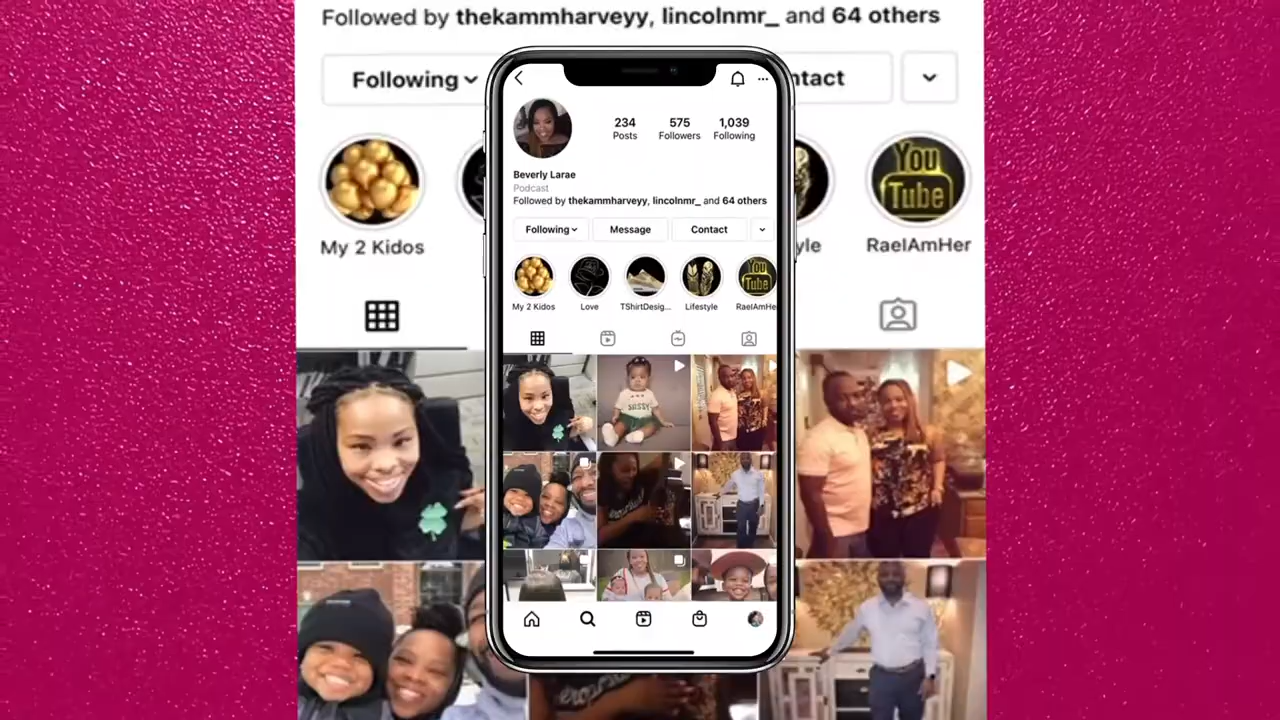 Followed by thekammharveyy, lincolnmr_ and 64 others
Following
ntact
My 2 Kidos
yle
You
Tube
RaelAmHer
234
Posts
575
Followers
1,039
Following
Beverly Larae
Podcast
Followed by thekammharveyy, lincolnmr_ and 64 others
Following
Message
Contact
My 2 Kidos
Love
TShirtDesig...
Lifestyle
You
Tube
RaelAmHe
SASSY